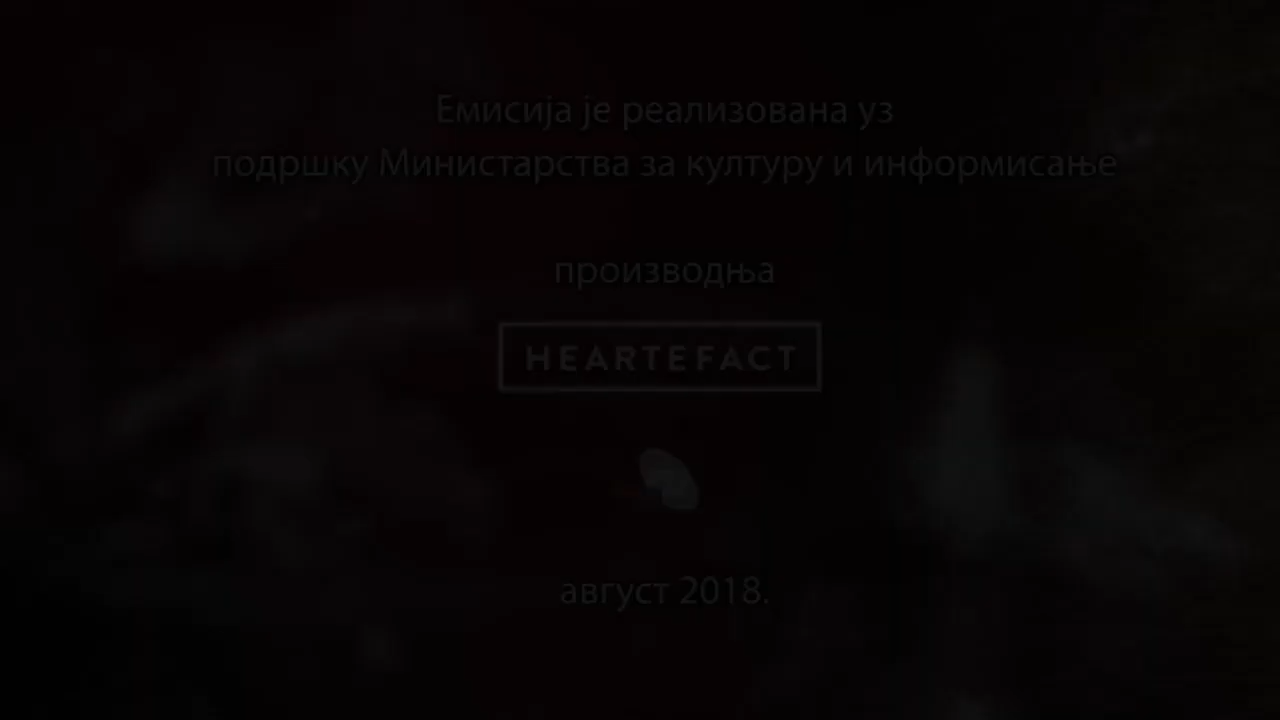 Емисија је реализована уз
подршку Министарства за културу и информисање
производња
HEARTEFACT
август 2018.